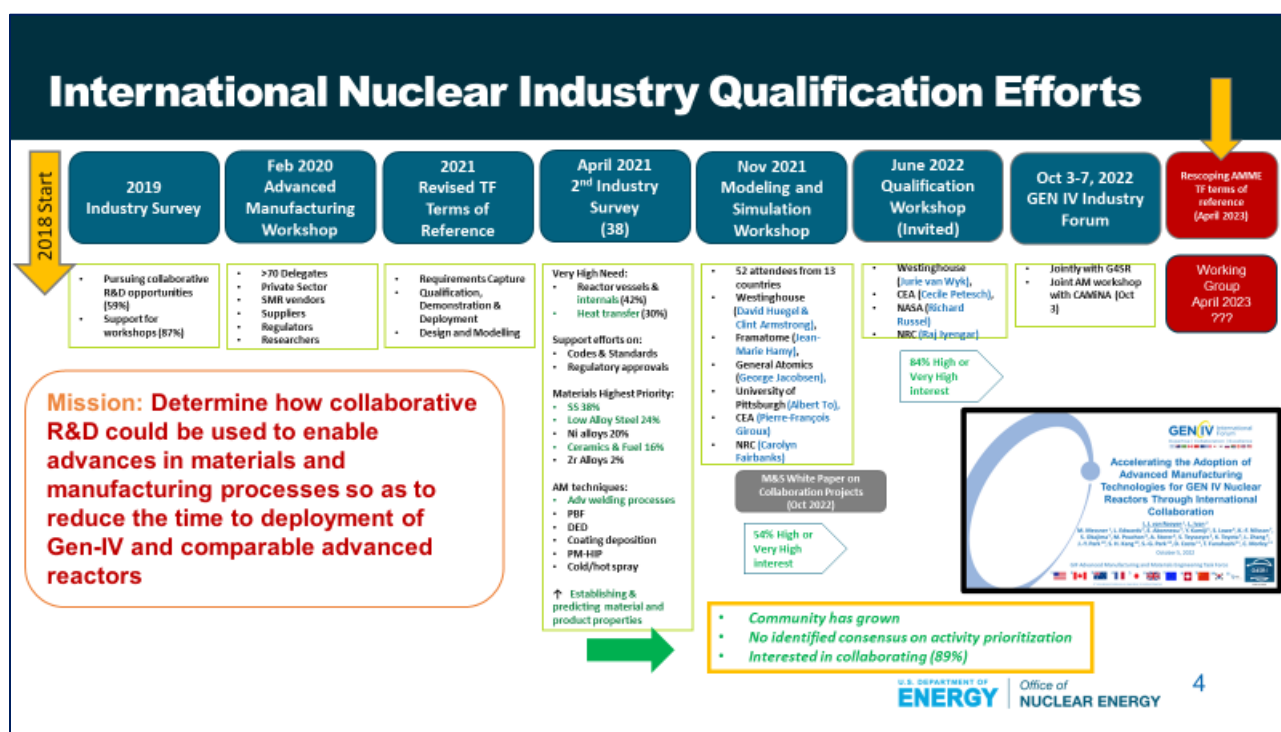 International Nuclear Industry Qualification Efforts
2018 Start
2019
Industry Survey
Feb 2020
Advanced
Manufacturing
Workshop
2021
Revised TF
Terms of
Reference
April 2021
2nd Industry
Survey
(38)
Nov 2021
Modeling and
Simulation
Workshop
June 2022
Qualification
Workshop
(Invited)
Oct 3-7, 2022
GEN IV Industry
Forum
Rescoping AMME
TF terms of
reference
(April 2023)
• Pursuing collaborative
R&D opportunities
(59%)
• Support for
workshops (87%)
• >70 Delegates
• Private Sector
• SMR vendors
• Suppliers
• Regulators
• Researchers
• Requirements Capture
• Qualification,
Demonstration &
Deployment
• Design and Modelling
Very High Need:
• Reactor vessels &
internals (42%)
• Heat transfer (30%)
Support efforts on:
• Codes & Standards
• Regulatory approvals
Materials Highest Priority:
• SS 38%
• Low Alloy Steel 24%
• Ni alloys 20%
• Ceramics & Fuel 16%
• Zr Alloys 2%
AM techniques:
• Adv welding processes
• PBF
• DED
• Coating deposition
• PM-HIP
• Cold/hot spray
↑ Establishing &
predicting material and
product properties
• 52 attendees from 13
countries
• Westinghouse
(David Huegel &
Clint Armstrong),
• Framatome (Jean-
Marie Hamy),
• General Atomics
(George Jacobsen),
• University of
Pittsburgh (Albert To),
• CEA (Pierre-François
Giroux)
• NRC (Carolyn
Fairbanks)
M&S White Paper on
Collaboration Projects
(Oct 2022)
54% High or
Very High
interest
• Westinghouse
(Jurie van Wyk),
• CEA (Cecile Petesch),
• NASA (Richard
Russel)
• NRC (Raj Iyengar)
84% High or
Very High
interest
• Jointly with G4SR
• Joint AM workshop
with CAMiNA (Oct
3)
Working
Group
April 2023
???
Mission: Determine how collaborative
R&D could be used to enable
advances in materials and
manufacturing processes so as to
reduce the time to deployment of
Gen-IV and comparable advanced
reactors
GEN IV International
Forum
Accelerating the Adoption of
Advanced Manufacturing
Technologies for GEN IV Nuclear
Reactors Through International
Collaboration
October 5, 2022
• Community has grown
• No identified consensus on activity prioritization
• Interested in collaborating (89%)
U.S. DEPARTMENT OF
ENERGY
Office of
NUCLEAR ENERGY
4